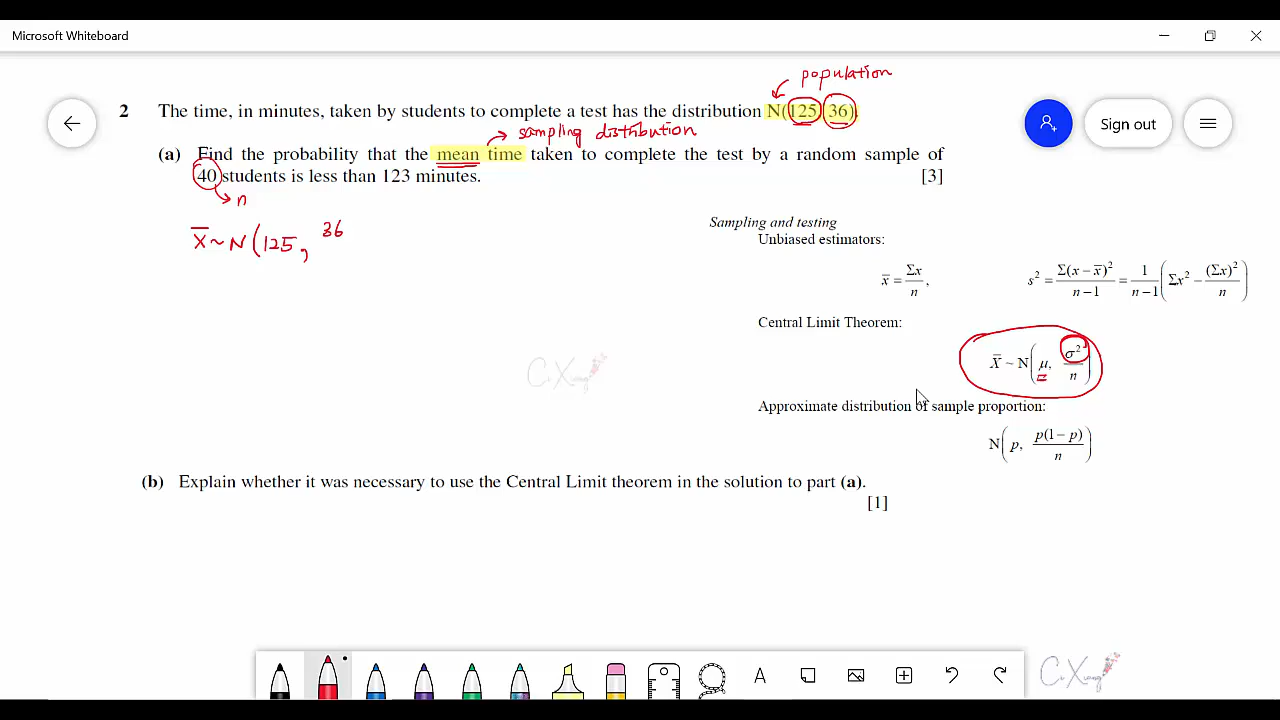 Microsoft Whiteboard
population
2 The time, in minutes, taken by students to complete a test has the distribution N(125, 36).
sampling distribution
(a) Find the probability that the mean time taken to complete the test by a random sample of
40 students is less than 123 minutes. [3]
n
X̄ ~ N(125, 36
Sampling and testing
Unbiased estimators:
x̄ = Σx/n, s² = Σ(x − x̄)²/(n−1) = 1/(n−1) (Σx² − (Σx)²/n)
Central Limit Theorem:
X̄ ~ N(μ, σ²/n)
Approximate distribution of sample proportion:
N(p, p(1−p)/n)
(b) Explain whether it was necessary to use the Central Limit theorem in the solution to part (a).
[1]
Sign out
A